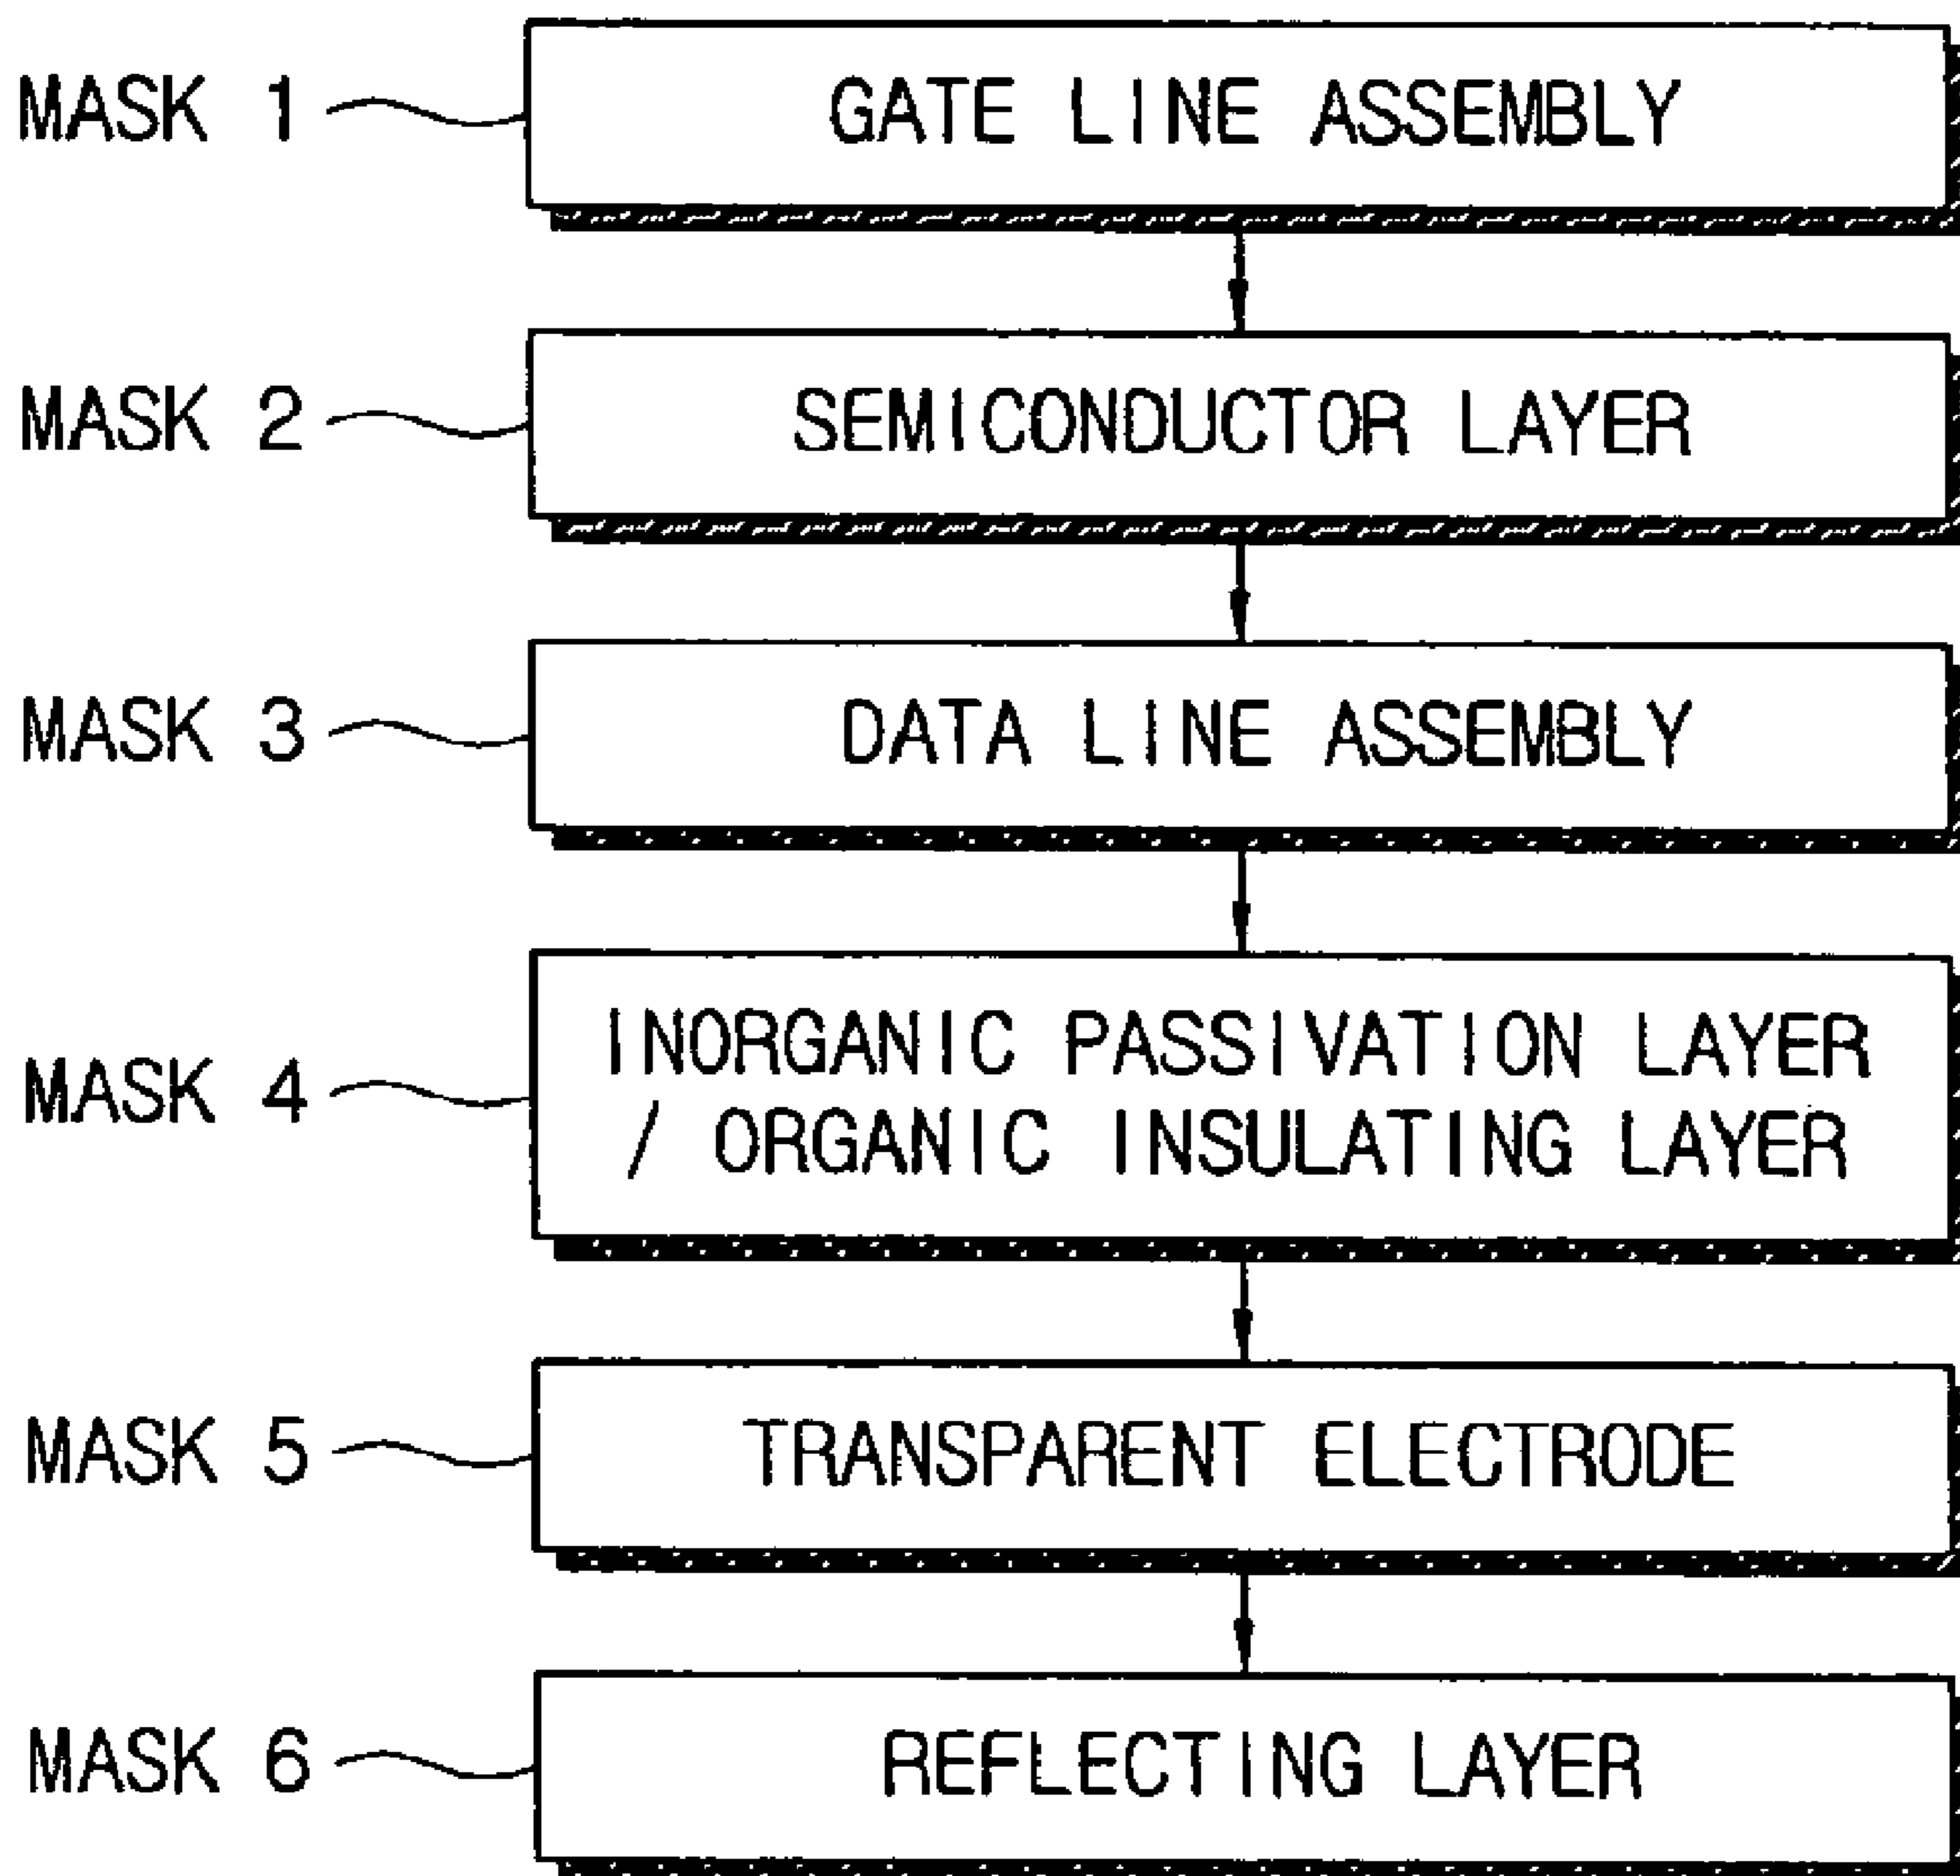 MASK 1
GATE LINE ASSEMBLY
MASK 2
SEMICONDUCTOR LAYER
MASK 3
DATA LINE ASSEMBLY
MASK 4
INORGANIC PASSIVATION LAYER
/ ORGANIC INSULATING LAYER
MASK 5
TRANSPARENT ELECTRODE
MASK 6
REFLECTING LAYER